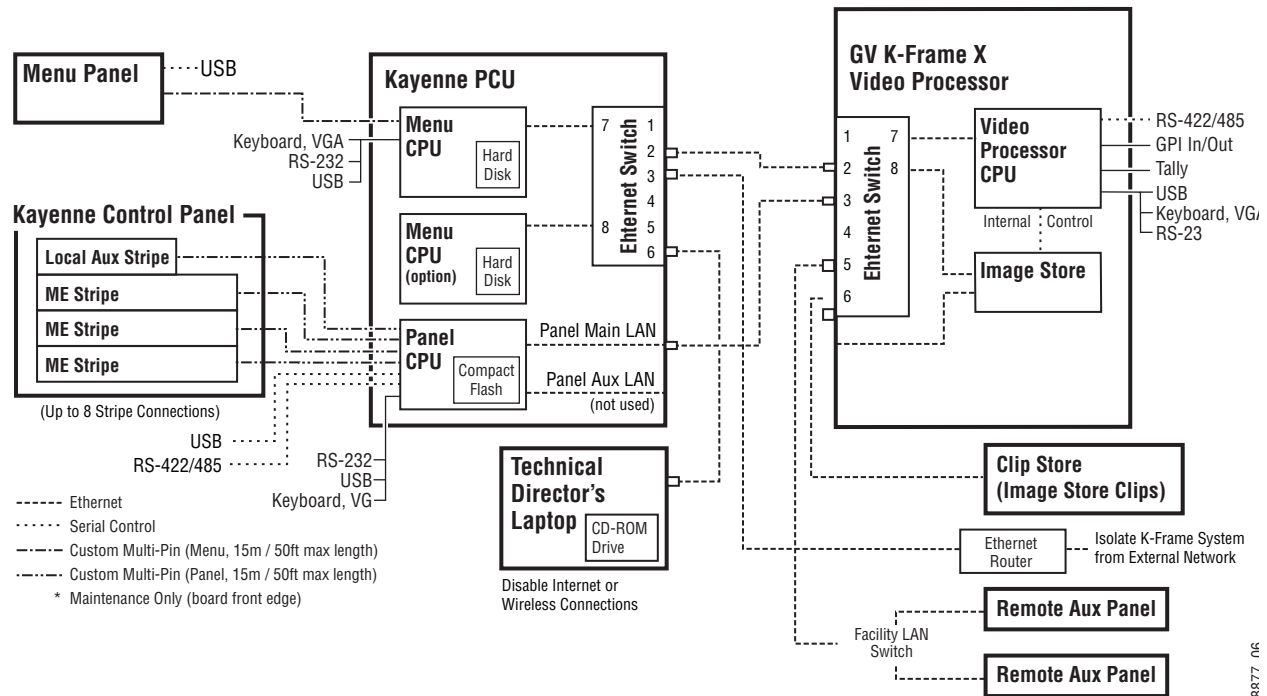 Menu Panel
USB
Keyboard, VGA
RS-232
USB
Kayenne Control Panel
Local Aux Stripe
ME Stripe
ME Stripe
ME Stripe
(Up to 8 Stripe Connections)
USB
RS-422/485
RS-232
USB
Keyboard, VG
Kayenne PCU
Menu
CPU
Hard
Disk
Menu
CPU
(option)
Hard
Disk
Panel
CPU
Compact
Flash
Panel Main LAN
Panel Aux LAN
(not used)
Ehternet Switch
7
8
1
2
3
4
5
6
GV K-Frame X
Video Processor
Ehternet Switch
1
2
3
4
5
6
7
8
Video
Processor
CPU
Internal
Control
Image Store
RS-422/485
GPI In/Out
Tally
USB
Keyboard, VGA
RS-23
Technical
Director's
Laptop
CD-ROM
Drive
Disable Internet or
Wireless Connections
Clip Store
(Image Store Clips)
Ethernet
Router
Isolate K-Frame System
from External Network
Facility LAN
Switch
Remote Aux Panel
Remote Aux Panel
Ethernet
Serial Control
Custom Multi-Pin (Menu, 15m / 50ft max length)
Custom Multi-Pin (Panel, 15m / 50ft max length)
* Maintenance Only (board front edge)
8877_06